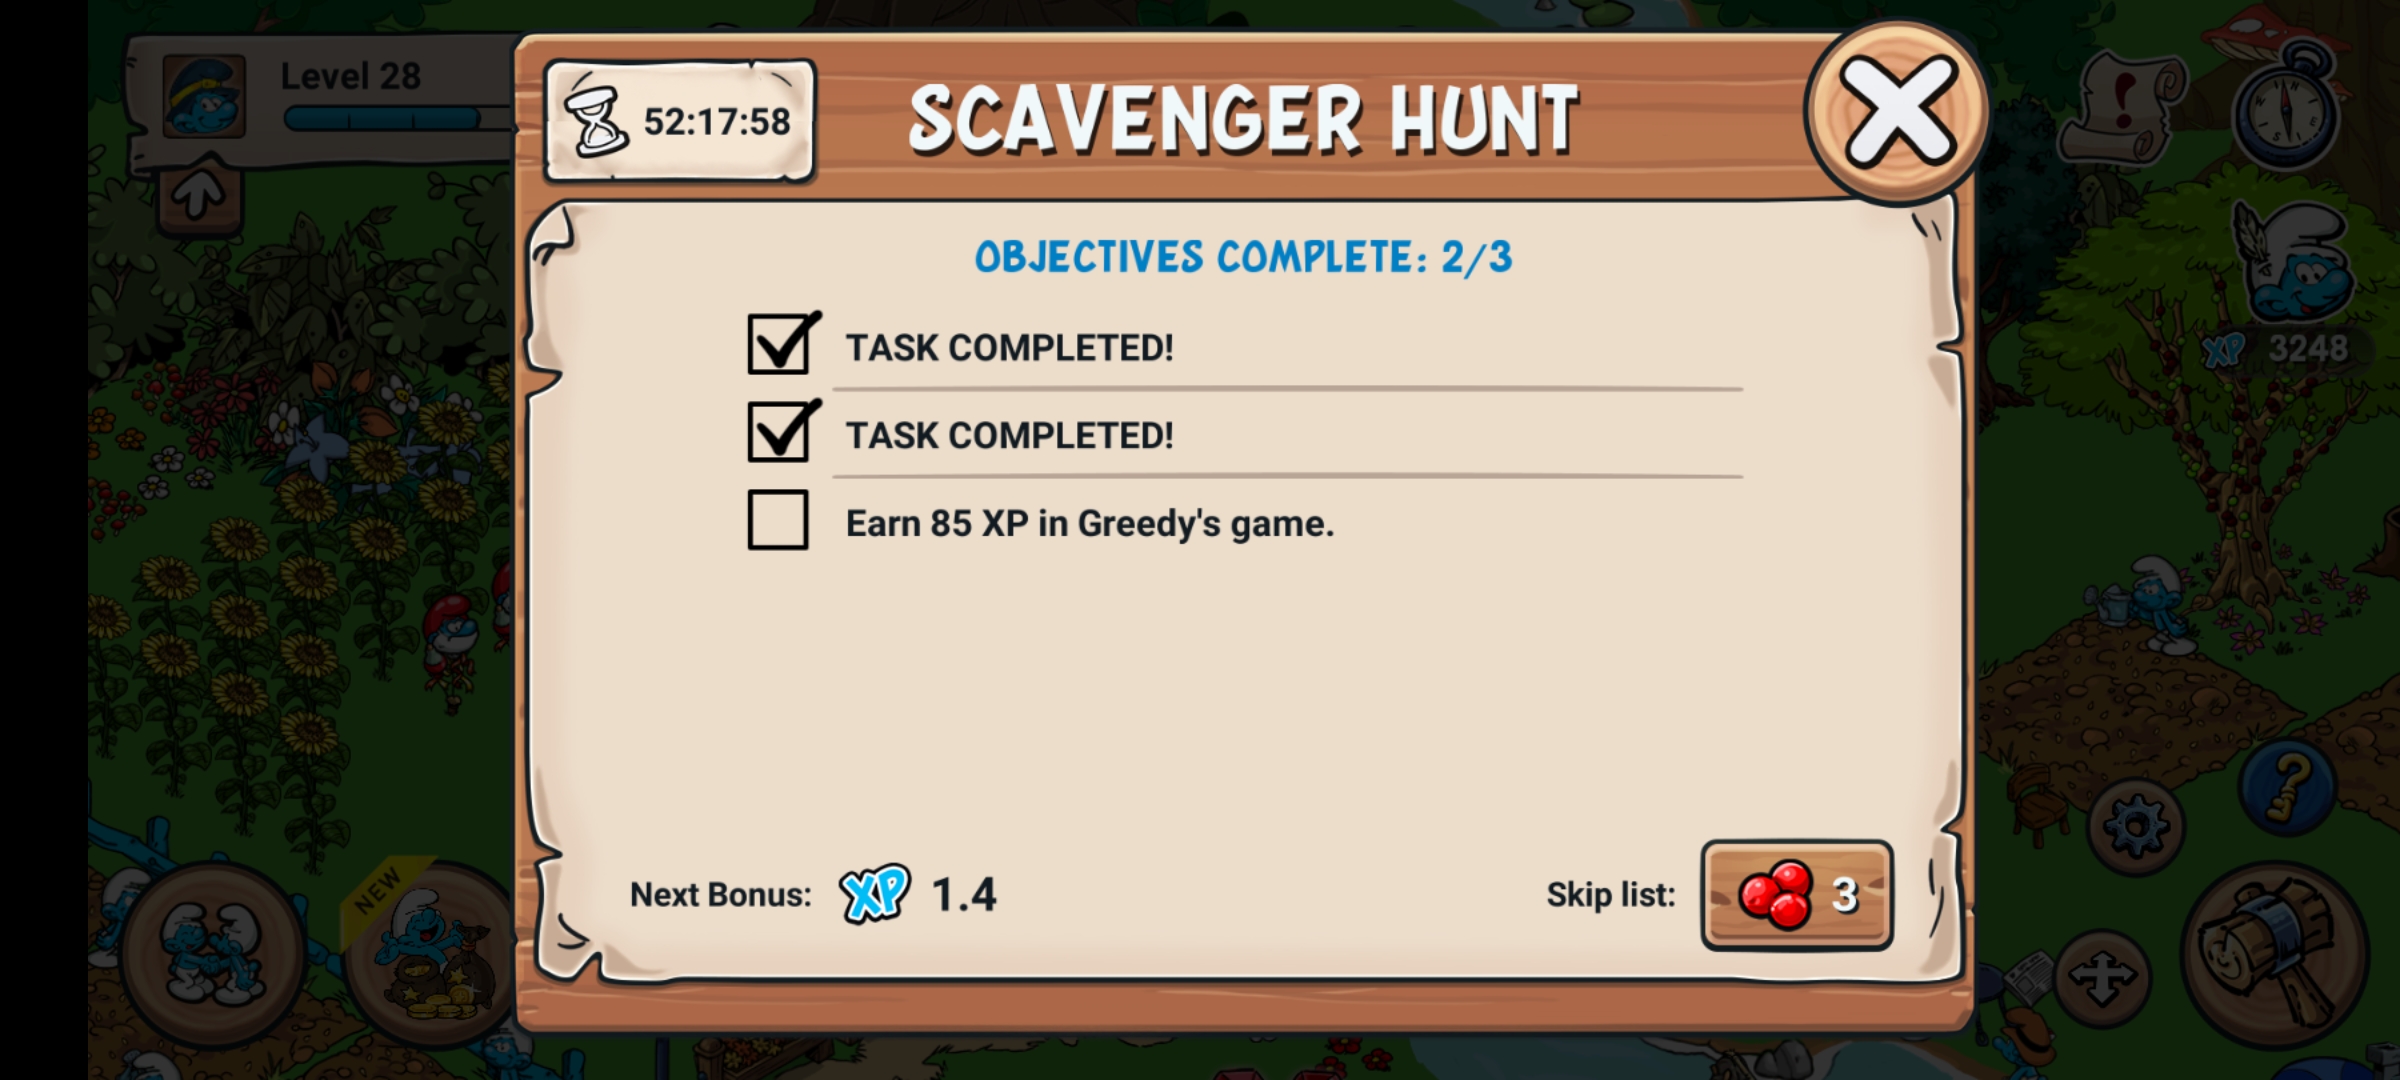 Level 28
52:17:58
SCAVENGER HUNT
OBJECTIVES COMPLETE: 2/3
TASK COMPLETED!
TASK COMPLETED!
Earn 85 XP in Greedy's game.
XP 3248
NEW
Next Bonus: XP 1.4
Skip list: 3